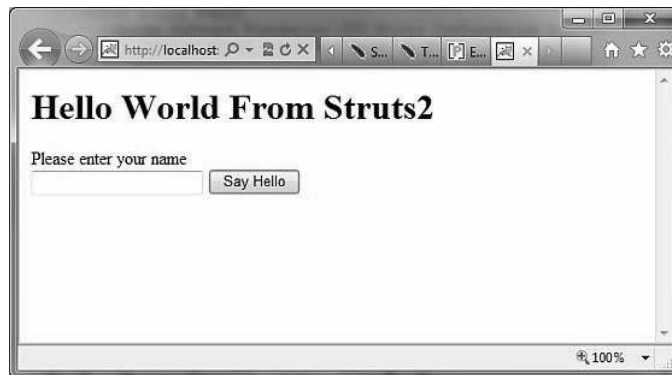 http://localhost:
S...
T...
E...
Hello World From Struts2
Please enter your name
Say Hello
100%